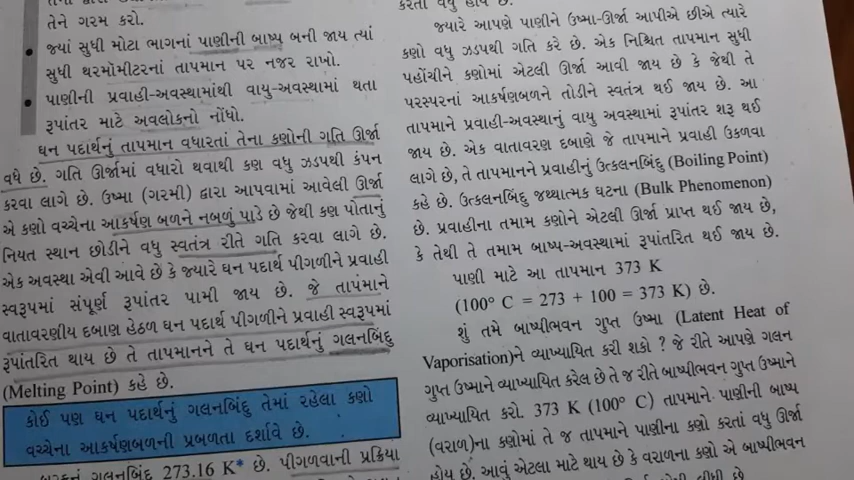 તેને ગરમ કરો.
• જ્યાં સુધી મોટા ભાગનાં પાણીની બાષ્પ બની જાય ત્યાં
સુધી થરમૉમીટરનાં તાપમાન પર નજર રાખો.
• પાણીની પ્રવાહી-અવસ્થામાંથી વાયુ-અવસ્થામાં થતા
રૂપાંતર માટે અવલોકનો નોંધો.
ઘન પદાર્થનું તાપમાન વધારતાં તેના કણોની ગતિ ઊર્જા
વધે છે. ગતિ ઊર્જામાં વધારો થવાથી કણ વધુ ઝડપથી કંપન
કરવા લાગે છે. ઉષ્મા (ગરમી) દ્વારા આપવામાં આવેલી ઊર્જા
એ કણો વચ્ચેના આકર્ષણ બળને નબળું પાડે છે જેથી કણ પોતાનું
નિયત સ્થાન છોડીને વધુ સ્વતંત્ર રીતે ગતિ કરવા લાગે છે.
એક અવસ્થા એવી આવે છે કે જ્યારે ઘન પદાર્થ પીગળીને પ્રવાહી
સ્વરૂપમાં સંપૂર્ણ રૂપાંતર પામી જાય છે. જે તાપમાને
વાતાવરણીય દબાણ હેઠળ ઘન પદાર્થ પીગળીને પ્રવાહી સ્વરૂપમાં
રૂપાંતરિત થાય છે તે તાપમાનને તે ઘન પદાર્થનું ગલનબિંદુ
(Melting Point) કહે છે.
કોઈ પણ ઘન પદાર્થનું ગલનબિંદુ તેમાં રહેલા કણો
વચ્ચેના આકર્ષણબળની પ્રબળતા દર્શાવે છે.
બરફનું ગલનબિંદુ 273.16 K* છે. પીગળવાની પ્રક્રિયા
કરતાં વધુ હોય છે.
જ્યારે આપણે પાણીને ઉષ્મા-ઊર્જા આપીએ છીએ ત્યારે
કણો વધુ ઝડપથી ગતિ કરે છે. એક નિશ્ચિત તાપમાન સુધી
પહોંચીને કણોમાં એટલી ઊર્જા આવી જાય છે કે જેથી તે
પરસ્પરનાં આકર્ષણબળને તોડીને સ્વતંત્ર થઈ જાય છે. આ
તાપમાને પ્રવાહી-અવસ્થાનું વાયુ અવસ્થામાં રૂપાંતર શરૂ થઈ
જાય છે. એક વાતાવરણ દબાણે જે તાપમાને પ્રવાહી ઉકળવા
લાગે છે, તે તાપમાનને પ્રવાહીનું ઉત્કલનબિંદુ (Boiling Point)
કહે છે. ઉત્કલનબિંદુ જથ્થાત્મક ઘટના (Bulk Phenomenon)
છે. પ્રવાહીના તમામ કણોને એટલી ઊર્જા પ્રાપ્ત થઈ જાય છે,
કે તેથી તે તમામ બાષ્પ-અવસ્થામાં રૂપાંતરિત થઈ જાય છે.
પાણી માટે આ તાપમાન 373 K
(100° C = 273 + 100 = 373 K) છે.
શું તમે બાષ્પીભવન ગુપ્ત ઉષ્મા (Latent Heat of
Vaporisation)ને વ્યાખ્યાયિત કરી શકો ? જે રીતે આપણે ગલન
ગુપ્ત ઉષ્માને વ્યાખ્યાયિત કરેલ છે તે જ રીતે બાષ્પીભવન ગુપ્ત ઉષ્માને
વ્યાખ્યાયિત કરો. 373 K (100° C) તાપમાને પાણીની બાષ્પ
(વરાળ)ના કણોમાં તે જ તાપમાને પાણીના કણો કરતાં વધુ ઊર્જા
હોય છે. આવું એટલા માટે થાય છે કે વરાળના કણો એ બાષ્પીભવન